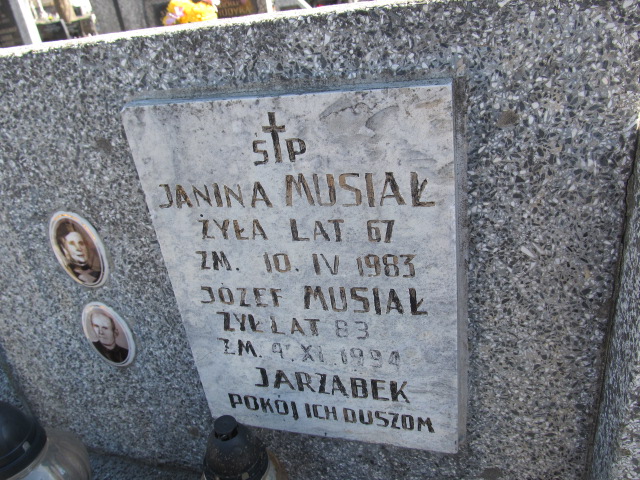 Ś†P
JANINA MUSIAŁ
ŻYŁA LAT 67
ZM. 10. IV 1983
JÓZEF MUSIAŁ
ŻYŁ LAT 83
ZM. 9. XI. 1994
JARZĄBEK
POKÓJ ICH DUSZOM